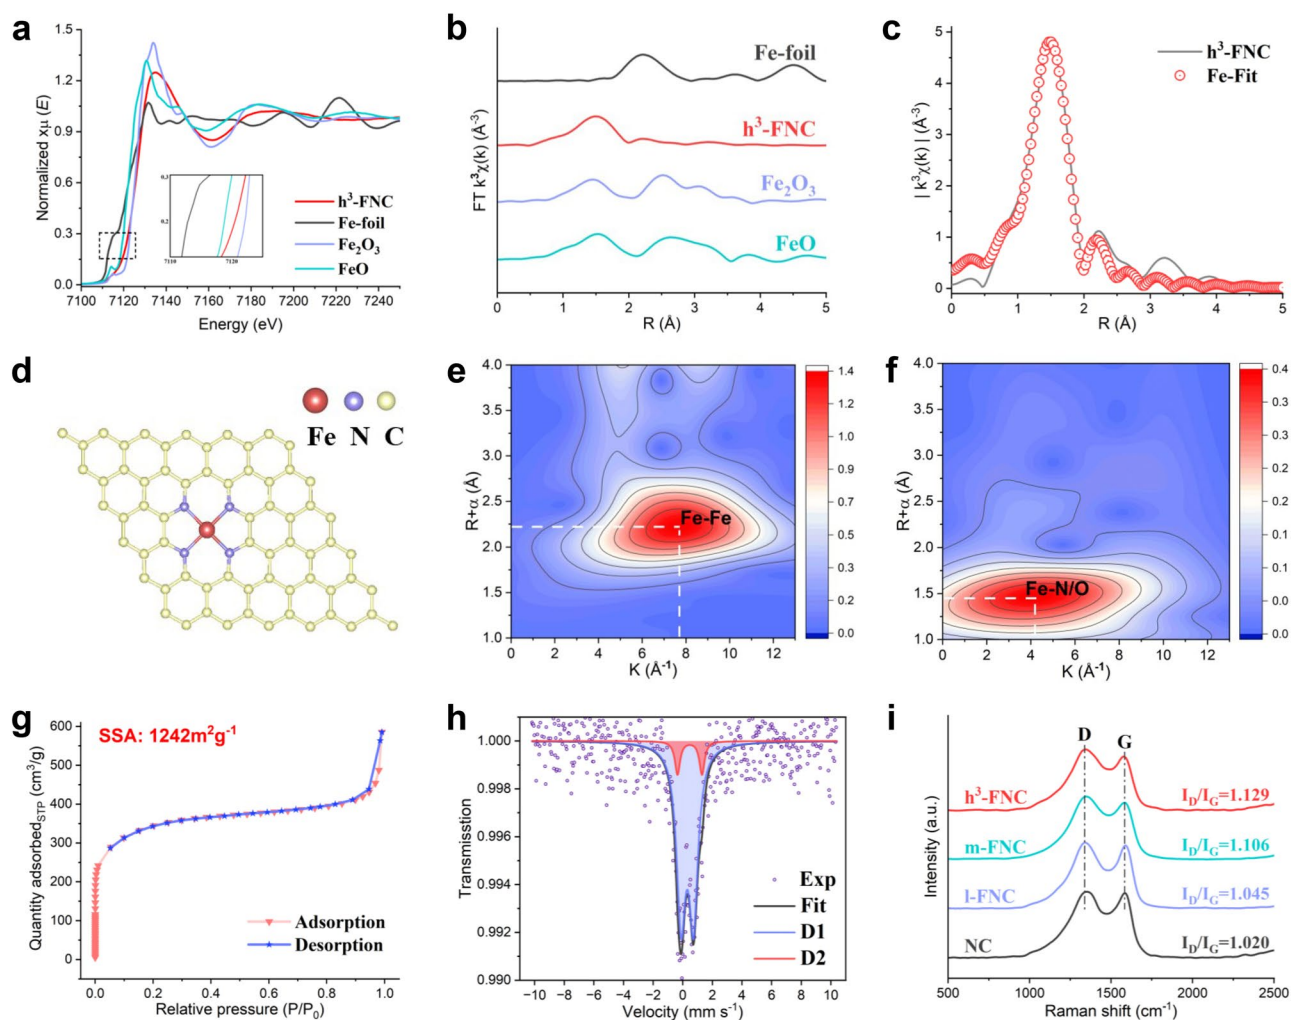 a
1.5
1.2
0.9
0.6
0.3
0.0
Normalized xμ (E)
0.3
0.2
7110
7120
h³-FNC
Fe-foil
Fe₂O₃
FeO
7100
7120
7140
7160
7180
7200
7220
7240
Energy (eV)
b
FT k³χ(k) (Å⁻³)
Fe-foil
h³-FNC
Fe₂O₃
FeO
0
1
2
3
4
5
R (Å)
c
| k³χ(k) | (Å⁻³)
5
4
3
2
1
0
h³-FNC
Fe-Fit
0
1
2
3
4
5
R (Å)
d
Fe N C
e
R+α (Å)
4.0
3.5
3.0
2.5
2.0
1.5
1.0
Fe-Fe
0
2
4
6
8
10
12
K (Å⁻¹)
1.4
1.2
1.0
0.9
0.7
0.5
0.3
0.2
0.0
f
R+α (Å)
4.0
3.5
3.0
2.5
2.0
1.5
1.0
Fe-N/O
0
2
4
6
8
10
12
K (Å⁻¹)
0.4
0.4
0.3
0.3
0.2
0.2
0.1
0.1
0.0
g
SSA: 1242m²g⁻¹
Quantity adsorbed_STP (cm³/g)
600
500
400
300
200
100
0
Adsorption
Desorption
0.0
0.2
0.4
0.6
0.8
1.0
Relative pressure (P/P₀)
h
Transmisstion
1.000
0.998
0.996
0.994
0.992
0.990
Exp
Fit
D1
D2
−10
−8
−6
−4
−2
0
2
4
6
8
10
Velocity (mm s⁻¹)
i
Intensity (a.u.)
D
G
h³-FNC
I_D/I_G=1.129
m-FNC
I_D/I_G=1.106
l-FNC
I_D/I_G=1.045
NC
I_D/I_G=1.020
500
1000
1500
2000
2500
Raman shift (cm⁻¹)